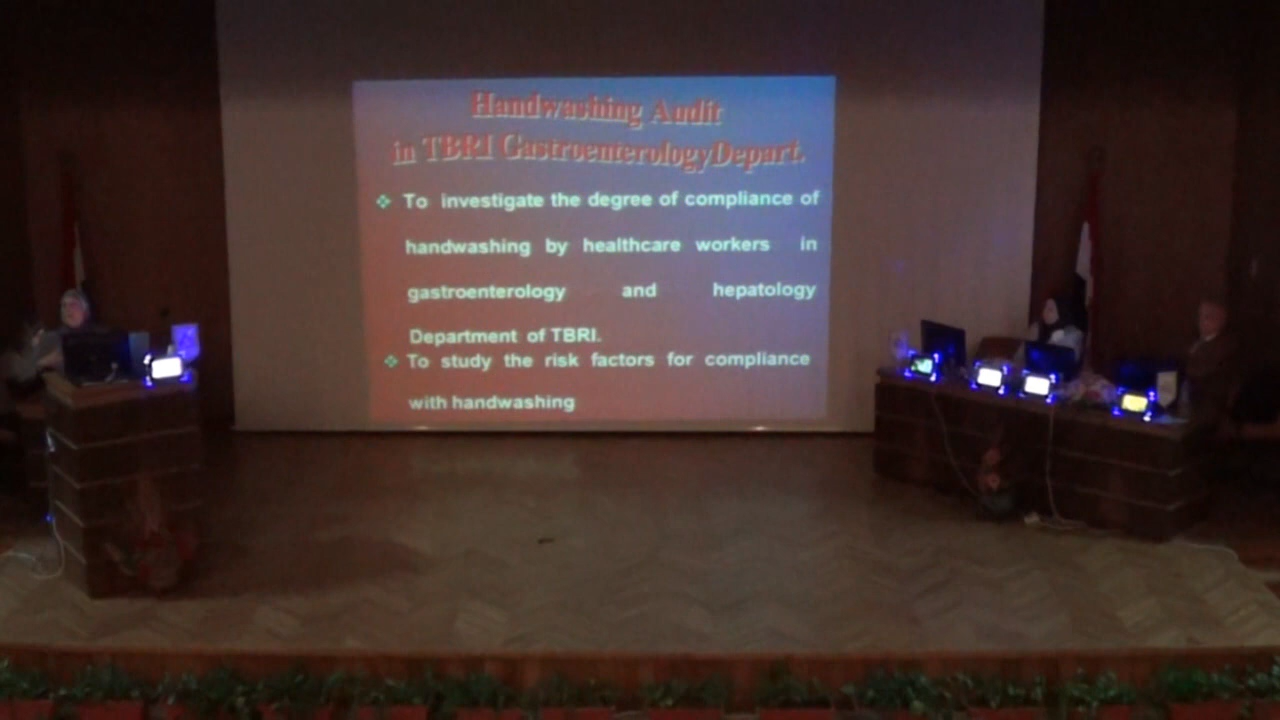 Handwashing Audit
in TBRI GastroenterologyDepart.
To investigate the degree of compliance of
handwashing by healthcare workers in
gastroenterology and hepatology
Department of TBRI.
To study the risk factors for compliance
with handwashing